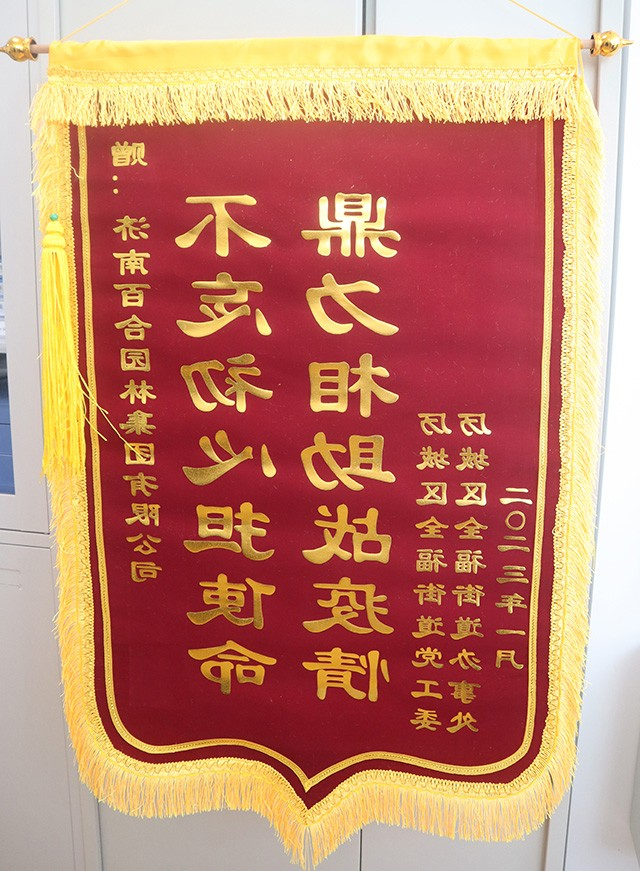 赠：济南百合园林集团有限公司
不忘初心担使命
鼎力相助战疫情
历城区全福街道党工委
历城区全福街道办事处
二〇二三年一月